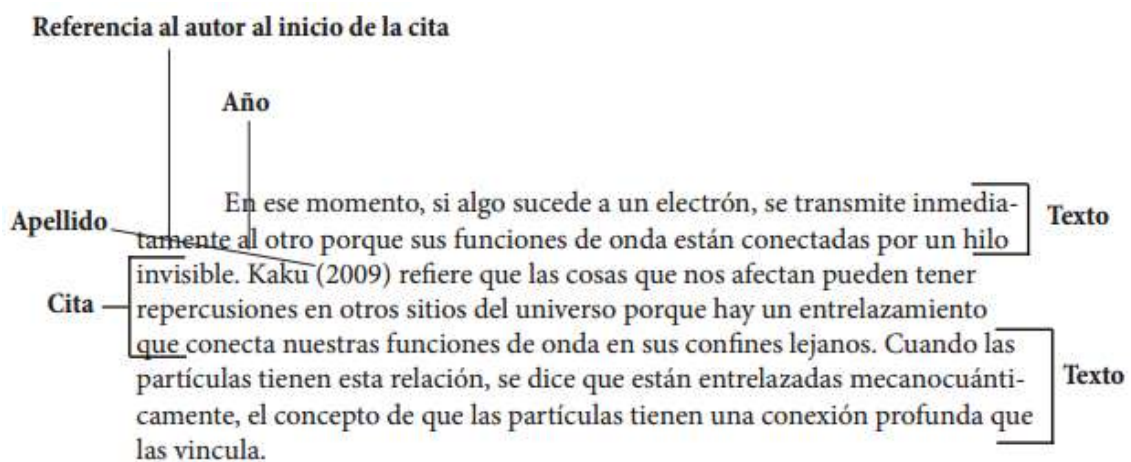 Referencia al autor al inicio de la cita
Año
En ese momento, si algo sucede a un electrón, se transmite inmedia-
Apellido
Texto
tamente al otro porque sus funciones de onda están conectadas por un hilo
invisible. Kaku (2009) refiere que las cosas que nos afectan pueden tener
Cita
repercusiones en otros sitios del universo porque hay un entrelazamiento
que conecta nuestras funciones de onda en sus confines lejanos. Cuando las
partículas tienen esta relación, se dice que están entrelazadas mecanocuánti-
Texto
camente, el concepto de que las partículas tienen una conexión profunda que
las vincula.